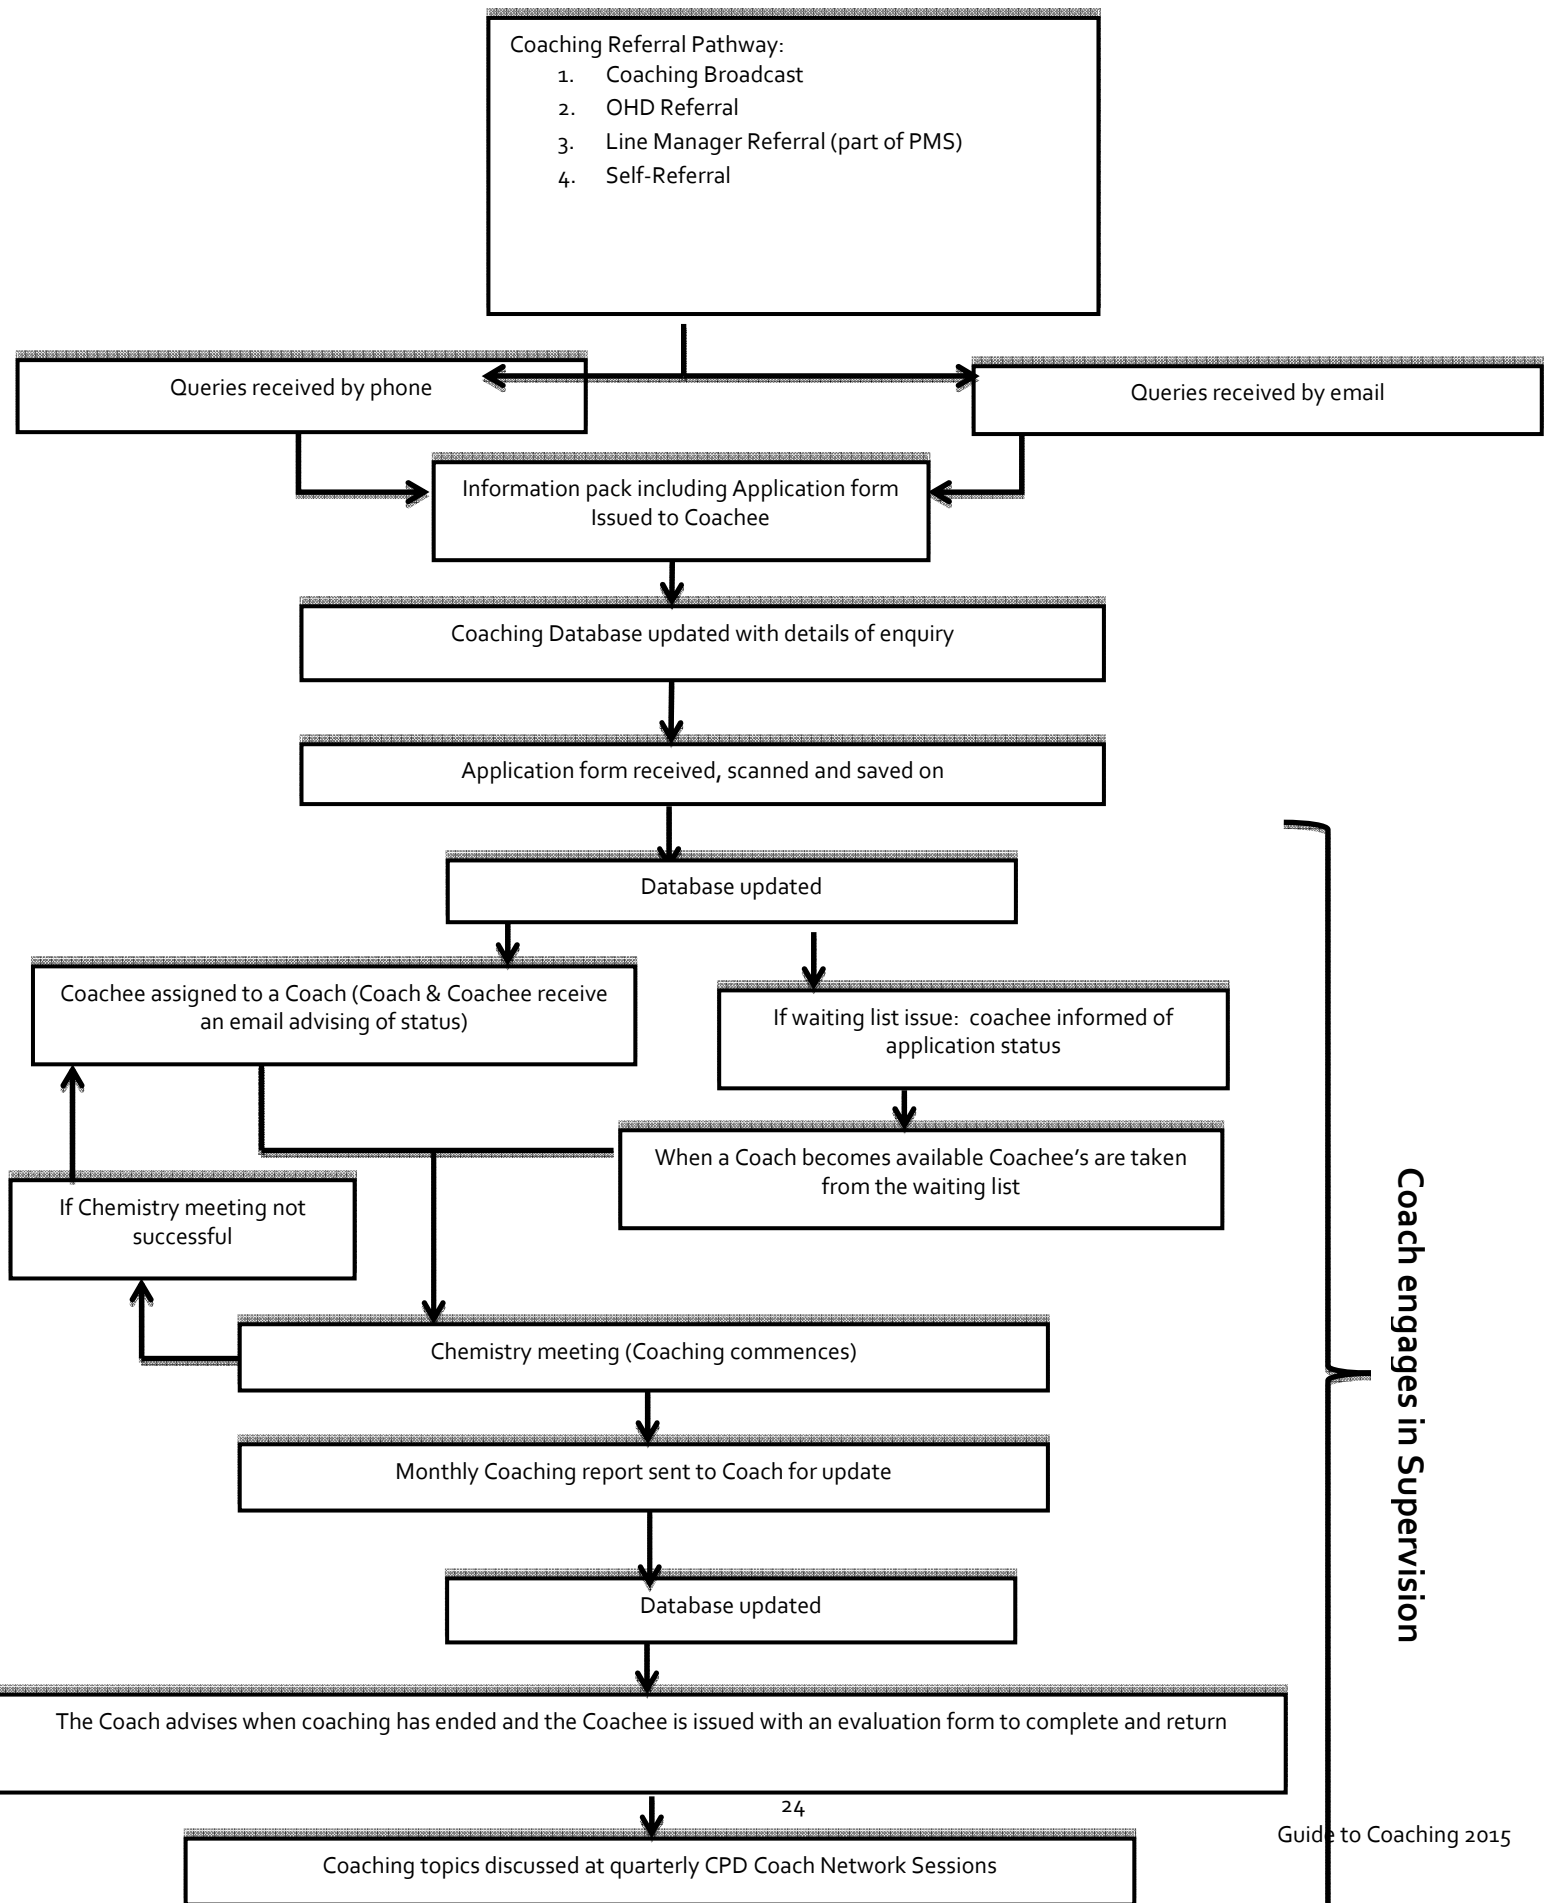 Coaching Referral Pathway:
1. Coaching Broadcast
2. OHD Referral
3. Line Manager Referral (part of PMS)
4. Self-Referral
Queries received by phone
Queries received by email
Information pack including Application form
Issued to Coachee
Coaching Database updated with details of enquiry
Application form received, scanned and saved on
Database updated
Coachee assigned to a Coach (Coach & Coachee receive
an email advising of status)
If waiting list issue: coachee informed of
application status
When a Coach becomes available Coachee’s are taken
from the waiting list
If Chemistry meeting not
successful
Chemistry meeting (Coaching commences)
Monthly Coaching report sent to Coach for update
Database updated
The Coach advises when coaching has ended and the Coachee is issued with an evaluation form to complete and return
Coaching topics discussed at quarterly CPD Coach Network Sessions
Coach engages in Supervision
24
Guide to Coaching 2015